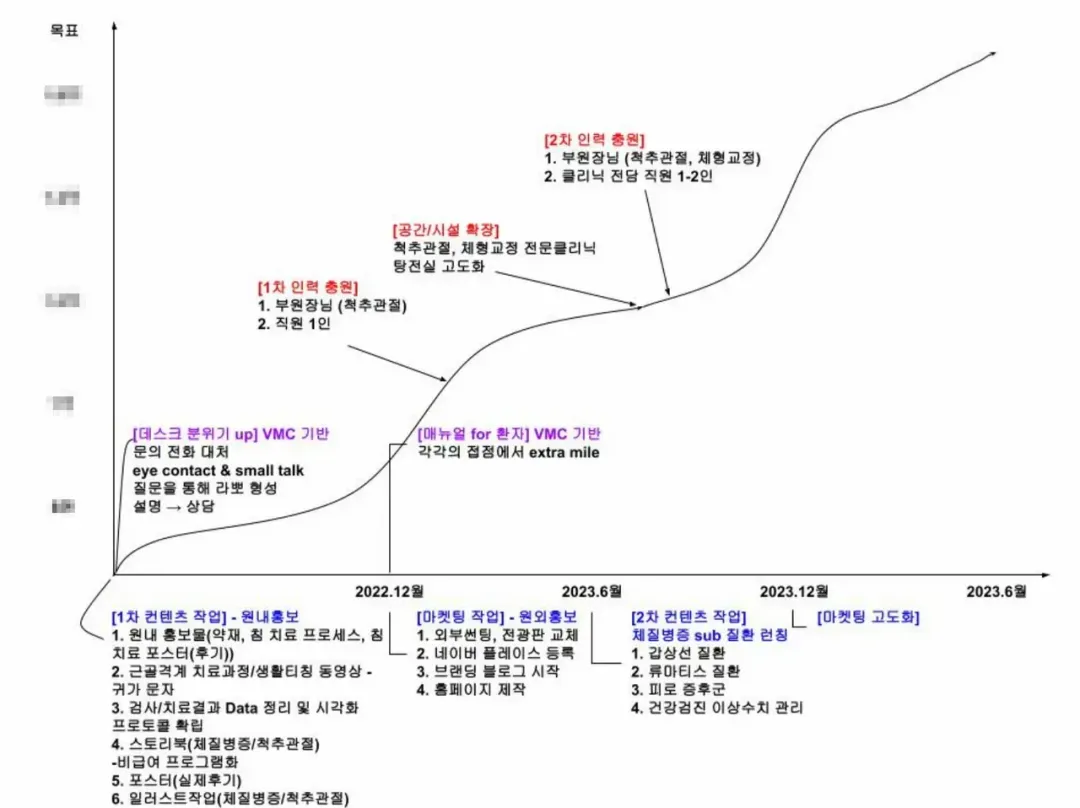 목표
[2차 인력 충원]
1. 부원장님 (척추관절, 체형교정)
2. 클리닉 전담 직원 1-2인
[공간/시설 확장]
척추관절, 체형교정 전문클리닉
탕전실 고도화
[1차 인력 충원]
1. 부원장님 (척추관절)
2. 직원 1인
[데스크 분위기 up] VMC 기반
문의 전화 대처
eye contact & small talk
질문을 통해 라뽀 형성
설명 → 상담
[매뉴얼 for 환자] VMC 기반
각각의 접점에서 extra mile
2022.12월
2023.6월
2023.12월
2023.6월
[1차 컨텐츠 작업] - 원내홍보
1. 원내 홍보물(약재, 침 치료 프로세스, 침
치료 포스터(후기))
2. 근골격계 치료과정/생활티칭 동영상 -
귀가 문자
3. 검사/치료결과 Data 정리 및 시각화
프로토콜 확립
4. 스토리북(체질병증/척추관절)
-비급여 프로그램화
5. 포스터(실제후기)
6. 일러스트작업(체질병증/척추관절)
[마케팅 작업] - 원외홍보
1. 외부썬팅, 전광판 교체
2. 네이버 플레이스 등록
3. 브랜딩 블로그 시작
4. 홈페이지 제작
[2차 컨텐츠 작업]
체질병증 sub 질환 런칭
1. 갑상선 질환
2. 류마티스 질환
3. 피로 증후군
4. 건강검진 이상수치 관리
[마케팅 고도화]